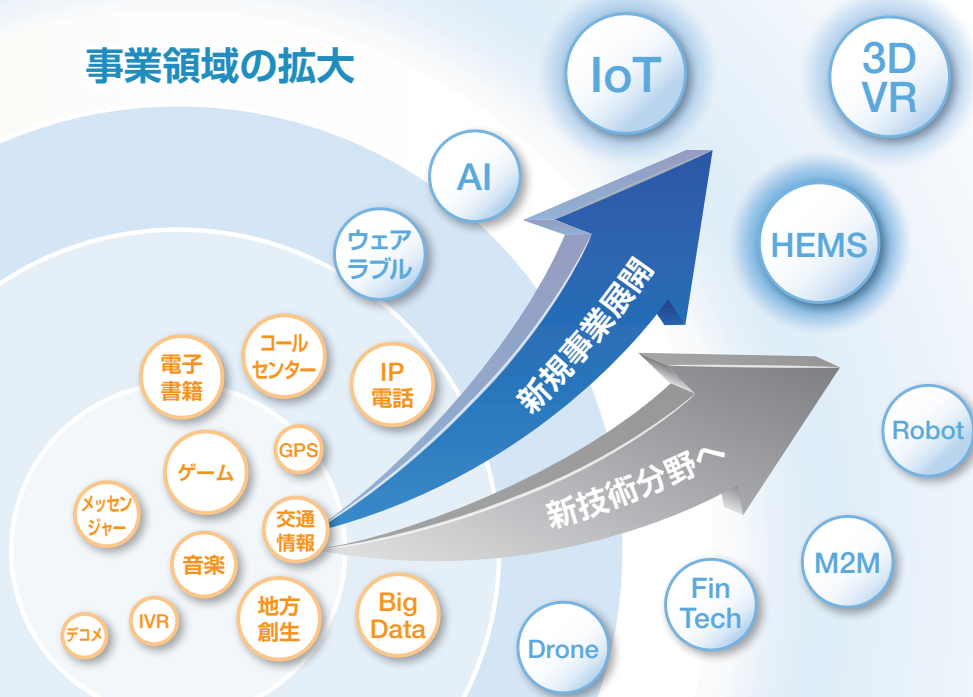 事業領域の拡大
IoT
3D
VR
AI
ウェア
ラブル
HEMS
新規事業展開
コール
センター
電子
書籍
IP
電話
GPS
Robot
ゲーム
新技術分野へ
メッセン
ジャー
交通
情報
音楽
M2M
Fin
Tech
Big
Data
地方
創生
IVR
デコメ
Drone